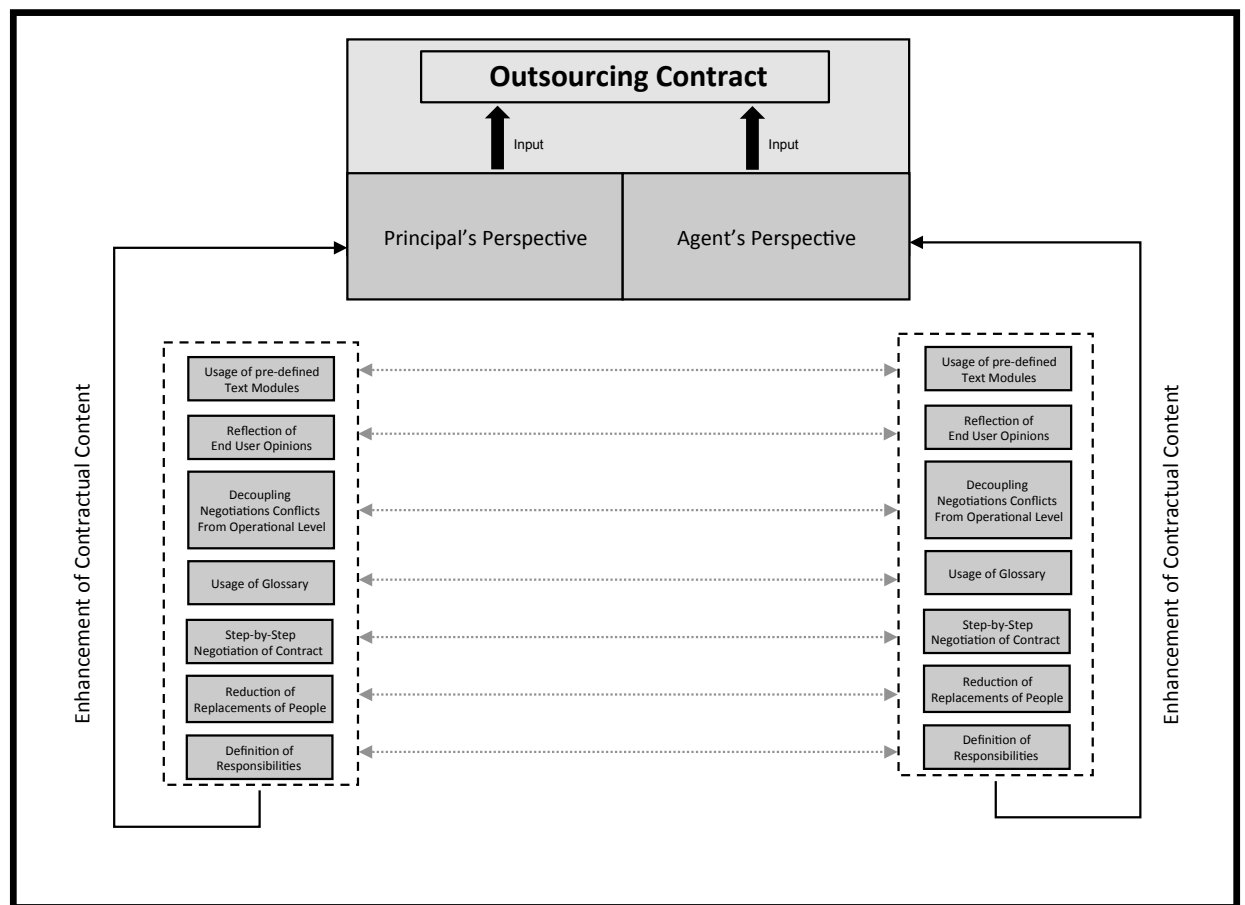 Outsourcing Contract
Input
Input
Principal's Perspective
Agent's Perspective
Enhancement of Contractual Content
Usage of pre-defined
Text Modules
Reflection of
End User Opinions
Decoupling
Negotiations Conflicts
From Operational Level
Usage of Glossary
Step-by-Step
Negotiation of Contract
Reduction of
Replacements of People
Definition of
Responsibilities
Usage of pre-defined
Text Modules
Reflection of
End User Opinions
Decoupling
Negotiations Conflicts
From Operational Level
Usage of Glossary
Step-by-Step
Negotiation of Contract
Reduction of
Replacements of People
Definition of
Responsibilities
Enhancement of Contractual Content